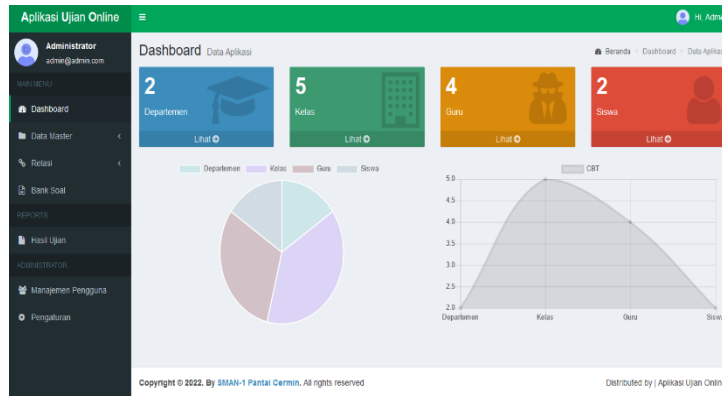 Aplikasi Ujian Online
Hi, Admi
Administrator
admin@admin.com
Dashboard Data Aplikasi
Beranda > Dashboard > Data Aplikas
MAIN MENU
Dashboard
Data Master
Relasi
Bank Soal
REPORTS
Hasil Ujian
ADMINISTRATOR
Manajemen Pengguna
Pengaturan
2
Departemen
Lihat
5
Kelas
Lihat
4
Guru
Lihat
2
Siswa
Lihat
Departemen Kelas Guru Siswa
CBT
5.0
4.5
4.0
3.5
3.0
2.5
2.0
Departemen Kelas Guru Sisw
Copyright © 2022. By SMAN-1 Pantai Cermin. All rights reserved
Distributed by | Aplikasi Ujian Onlin